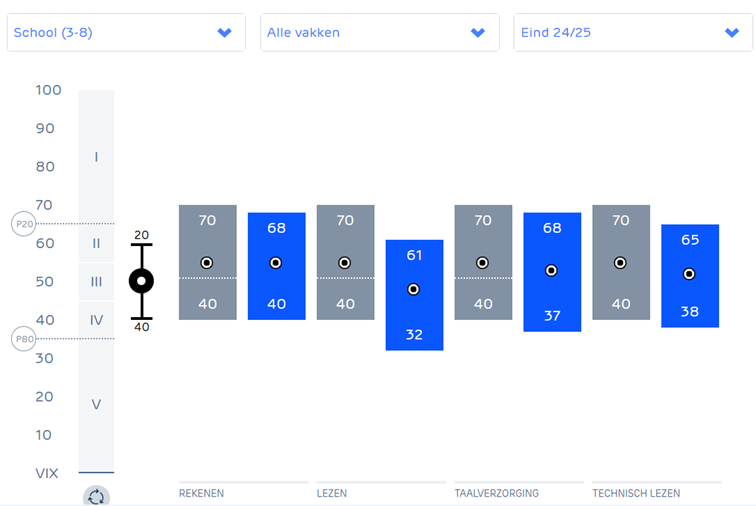 School (3-8)
Alle vakken
Eind 24/25
100
90
80
70
60
50
40
30
20
10
VIX
P20
P80
I
II
III
IV
V
20
40
70
40
68
40
70
40
61
32
70
40
68
37
70
40
65
38
REKENEN
LEZEN
TAALVERZORGING
TECHNISCH LEZEN